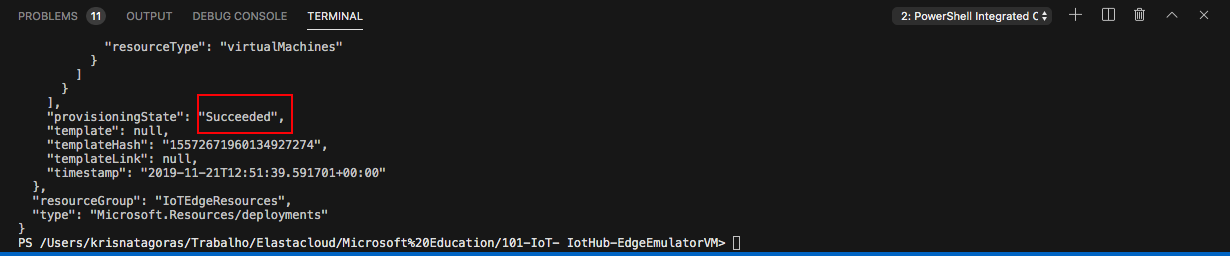 PROBLEMS 11 OUTPUT DEBUG CONSOLE TERMINAL 2: PowerShell Integrated C
"resourceType": "virtualMachines"
}
]
}
],
"provisioningState": "Succeeded",
"template": null,
"templateHash": "15572671960134927274",
"templateLink": null,
"timestamp": "2019-11-21T12:51:39.591701+00:00"
},
"resourceGroup": "IoTEdgeResources",
"type": "Microsoft.Resources/deployments"
}
PS /Users/krisnatagoras/Trabalho/Elastacloud/Microsoft%20Education/101-IoT- IotHub-EdgeEmulatorVM>